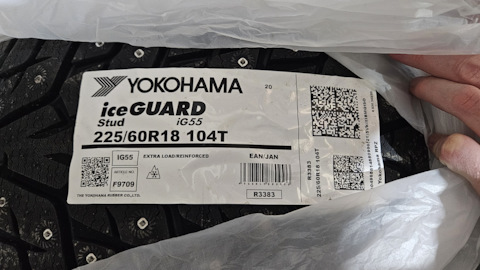 YOKOHAMA
20
iceGUARD
Stud iG55
225/60R18 104T
IG55
EXTRA LOAD/REINFORCED
EAN/JAN
F9709
R3383
THE YOKOHAMA RUBBER CO.,LTD.
R3383
225/60R18 104T